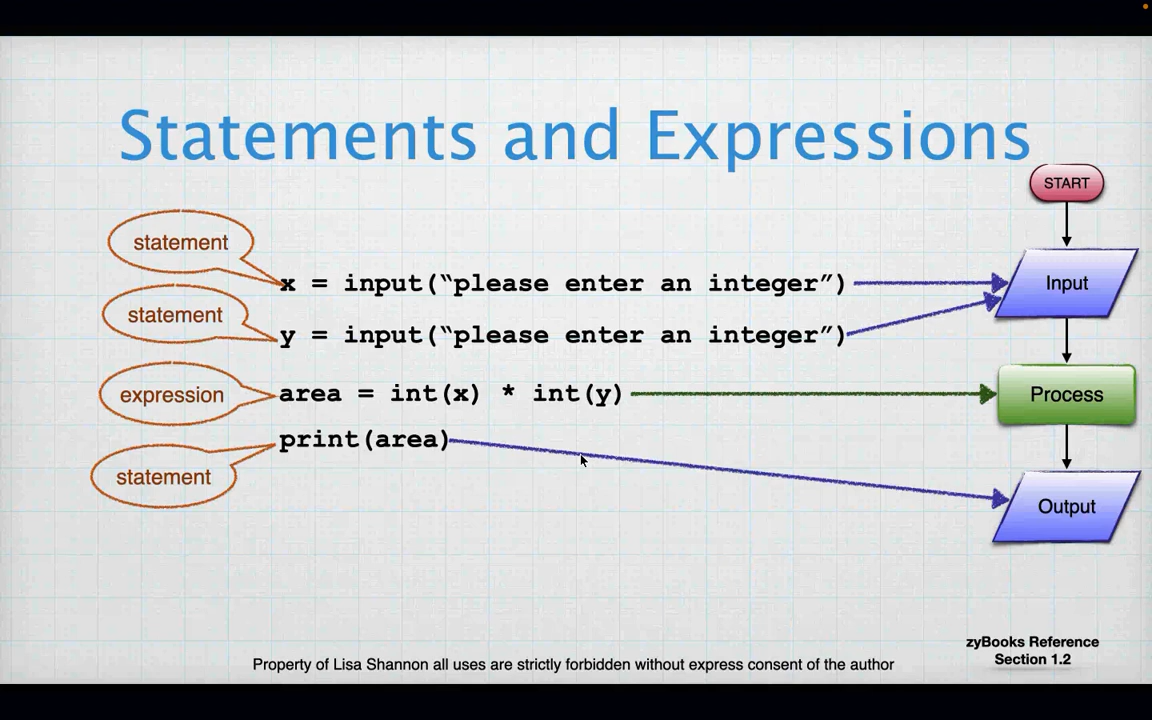 Statements and Expressions
START
statement
x = input(“please enter an integer”)
Input
statement
y = input(“please enter an integer”)
expression
area = int(x) * int(y)
Process
print(area)
statement
Output
zyBooks Reference
Section 1.2
Property of Lisa Shannon all uses are strictly forbidden without express consent of the author